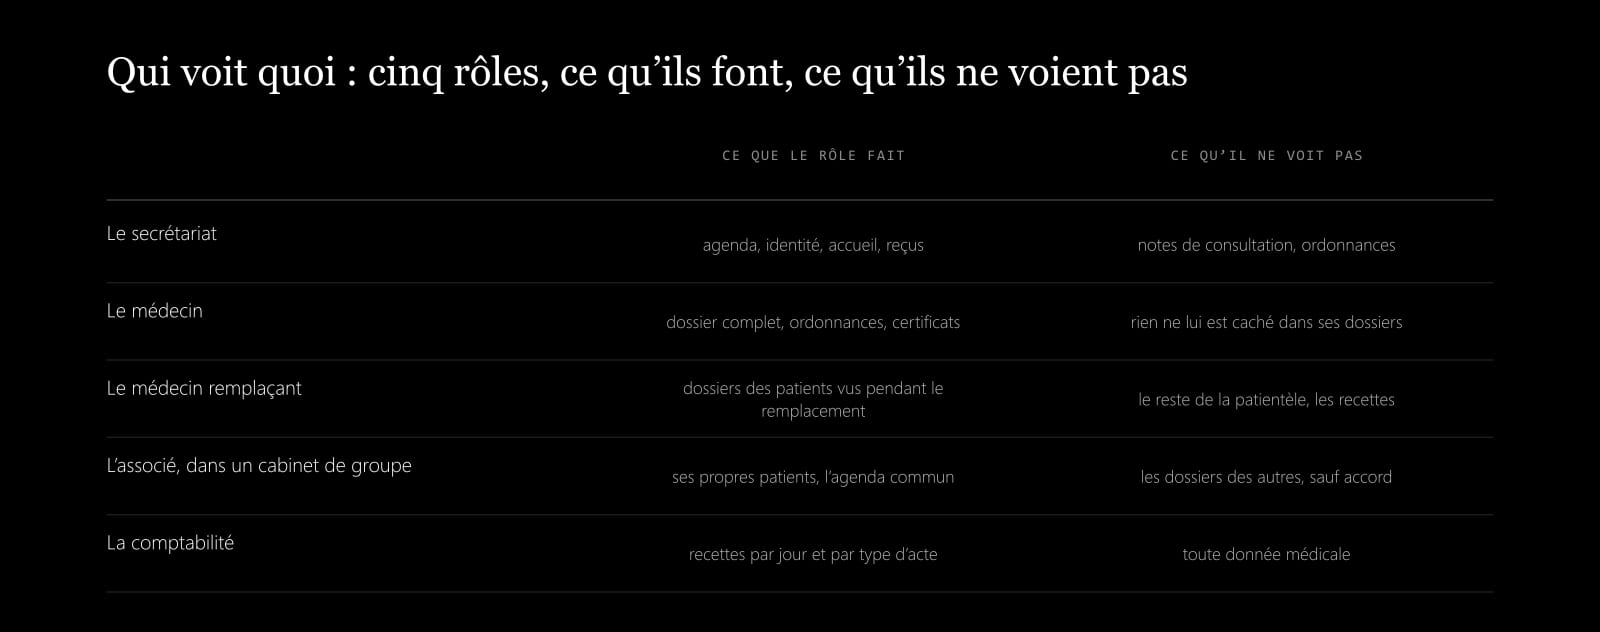 Qui voit quoi : cinq rôles, ce qu’ils font, ce qu’ils ne voient pas
CE QUE LE RÔLE FAIT
CE QU’IL NE VOIT PAS
Le secrétariat
agenda, identité, accueil, reçus
notes de consultation, ordonnances
Le médecin
dossier complet, ordonnances, certificats
rien ne lui est caché dans ses dossiers
Le médecin remplaçant
dossiers des patients vus pendant le
remplacement
le reste de la patientèle, les recettes
L’associé, dans un cabinet de groupe
ses propres patients, l’agenda commun
les dossiers des autres, sauf accord
La comptabilité
recettes par jour et par type d’acte
toute donnée médicale